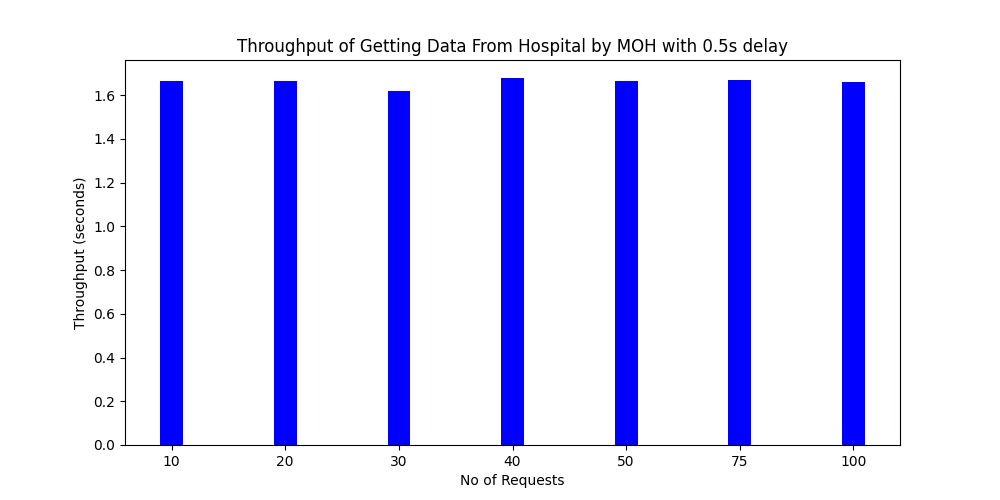 Throughput of Getting Data From Hospital by MOH with 0.5s delay
Throughput (seconds)
1.6
1.4
1.2
1.0
0.8
0.6
0.4
0.2
0.0
10 20 30 40 50 75 100
No of Requests